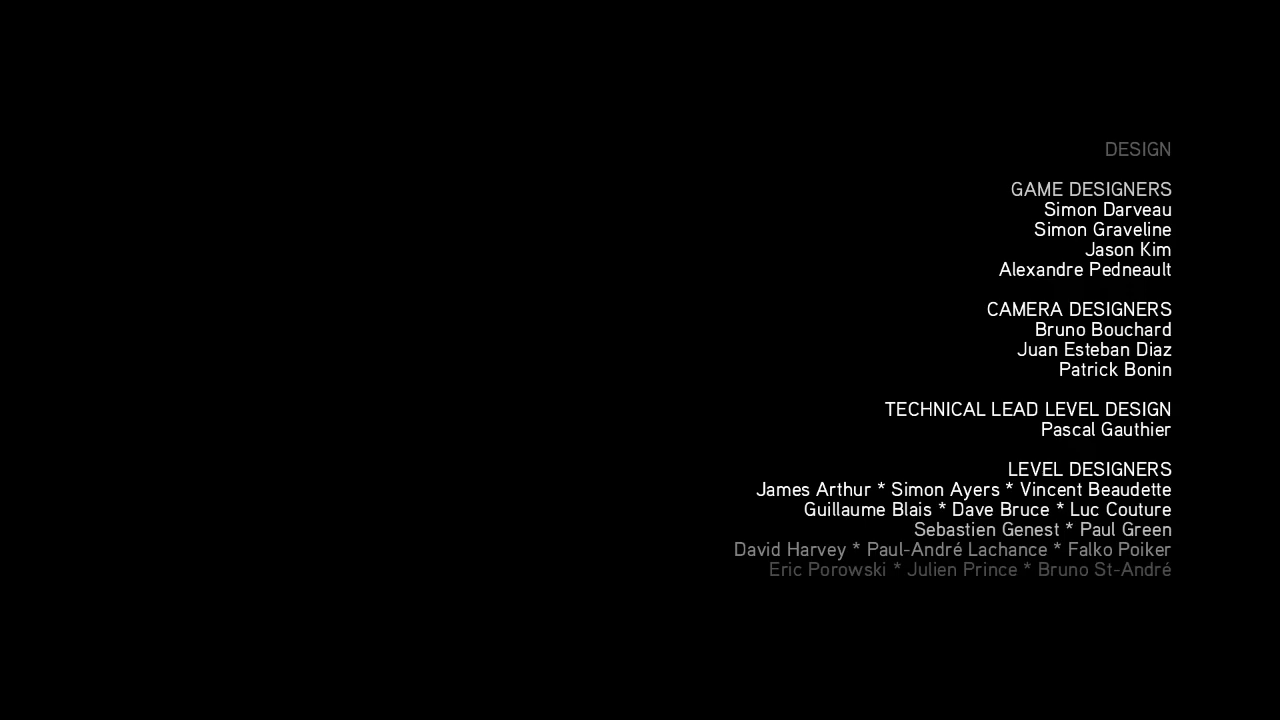 DESIGN
GAME DESIGNERS
Simon Darveau
Simon Graveline
Jason Kim
Alexandre Pedneault
CAMERA DESIGNERS
Bruno Bouchard
Juan Esteban Diaz
Patrick Bonin
TECHNICAL LEAD LEVEL DESIGN
Pascal Gauthier
LEVEL DESIGNERS
James Arthur * Simon Ayers * Vincent Beaudette
Guillaume Blais * Dave Bruce * Luc Couture
Sebastien Genest * Paul Green
David Harvey * Paul-André Lachance * Falko Poiker
Eric Porowski * Julien Prince * Bruno St-André